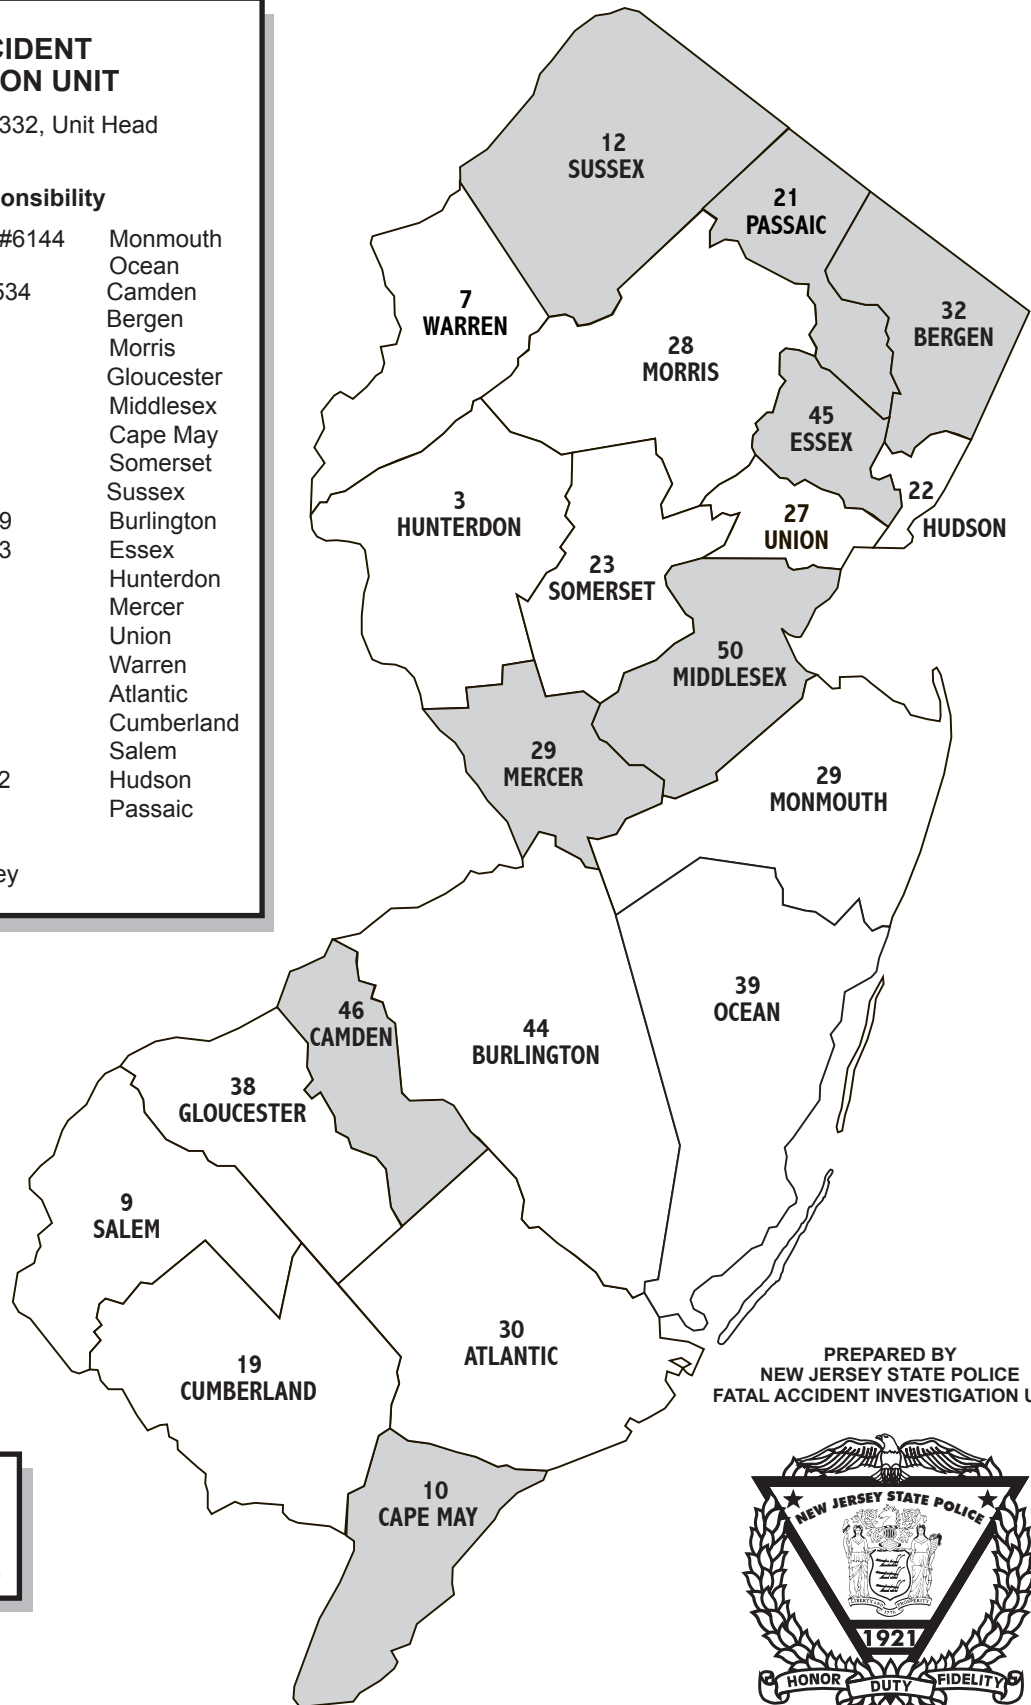 CIDENT
ON UNIT
332, Unit Head
onsibility
#6144 Monmouth
Ocean
534 Camden
Bergen
Morris
Gloucester
Middlesex
Cape May
Somerset
Sussex
9 Burlington
3 Essex
Hunterdon
Mercer
Union
Warren
Atlantic
Cumberland
Salem
2 Hudson
Passaic
ey
12
SUSSEX
21
PASSAIC
7
WARREN
32
BERGEN
28
MORRIS
45
ESSEX
22
HUDSON
3
HUNTERDON
27
UNION
23
SOMERSET
50
MIDDLESEX
29
MERCER
29
MONMOUTH
39
OCEAN
46
CAMDEN
44
BURLINGTON
38
GLOUCESTER
9
SALEM
30
ATLANTIC
19
CUMBERLAND
10
CAPE MAY
PREPARED BY
NEW JERSEY STATE POLICE
FATAL ACCIDENT INVESTIGATION U
NEW JERSEY STATE POLICE
LIBERTY AND PROSPERITY
1776
1921
HONOR DUTY FIDELITY